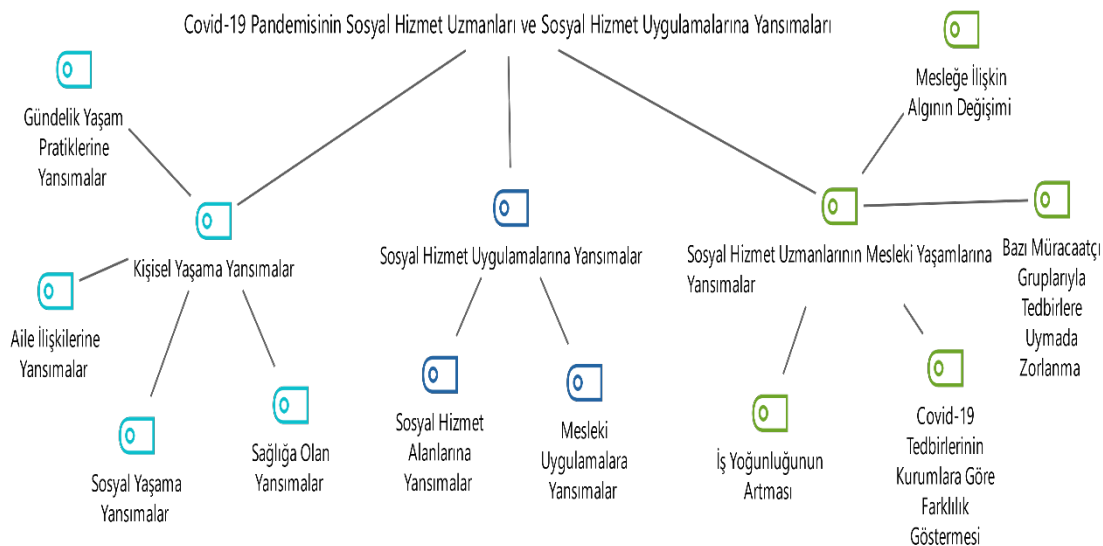 Covid-19 Pandemisinin Sosyal Hizmet Uzmanları ve Sosyal Hizmet Uygulamalarına Yansımaları
Gündelik Yaşam
Pratiklerine
Yansımalar
Mesleğe İlişkin
Algının Değişimi
Kişisel Yaşama Yansımalar
Sosyal Hizmet Uygulamalarına Yansımalar
Sosyal Hizmet Uzmanlarının Mesleki Yaşamlarına
Yansımalar
Bazı Müracaatçı
Gruplarıyla
Tedbirlere
Uymada
Zorlanma
Aile İlişkilerine
Yansımalar
Sosyal Yaşama
Yansımalar
Sağlığa Olan
Yansımalar
Sosyal Hizmet
Alanlarına
Yansımalar
Mesleki
Uygulamalara
Yansımalar
İş Yoğunluğunun
Artması
Covid-19
Tedbirlerinin
Kurumlara Göre
Farklılık
Göstermesi